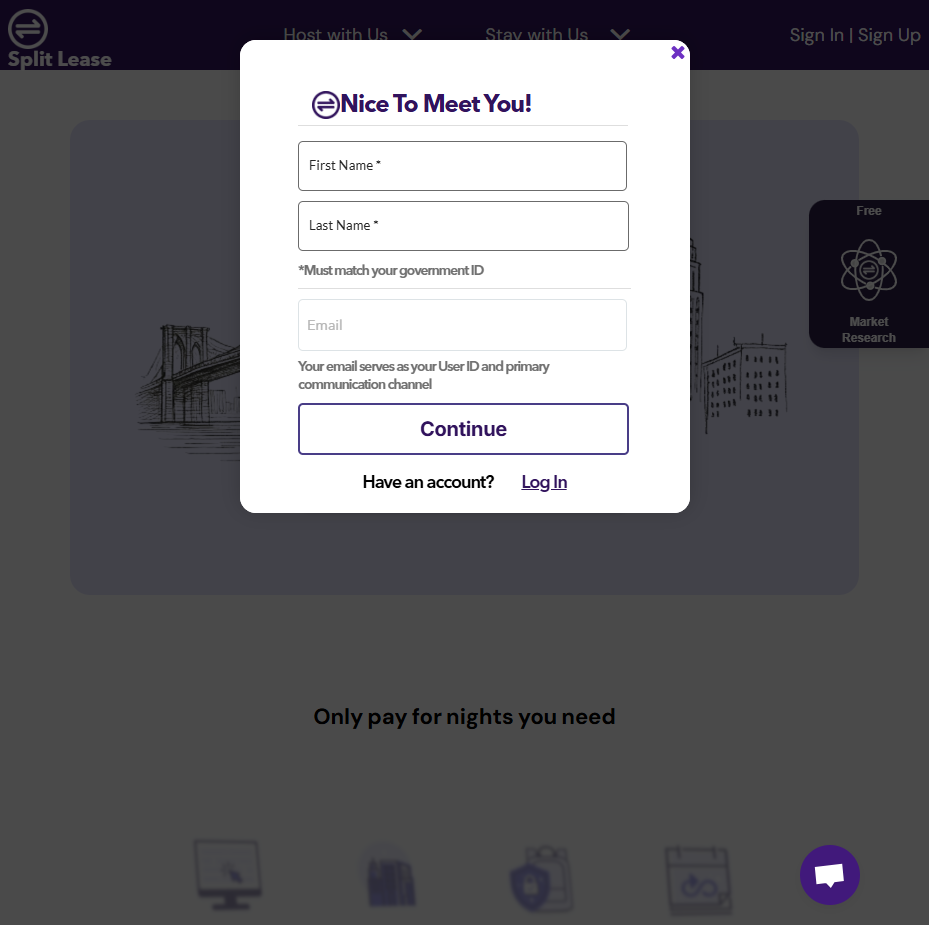 Host with Us
Stay with Us
Sign In | Sign Up
Split Lease
Nice To Meet You!
First Name *
Last Name *
*Must match your government ID
Email
Your email serves as your User ID and primary
communication channel
Continue
Have an account? Log In
Free
Market
Research
Only pay for nights you need